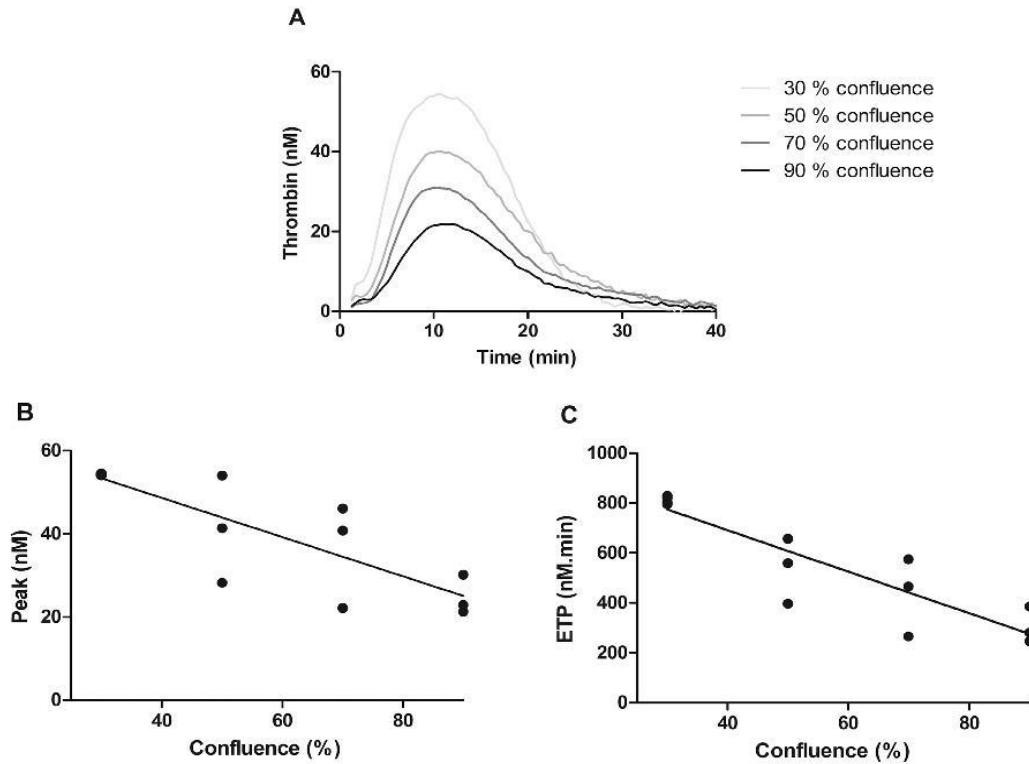 A
60
40
20
0
Thrombin (nM)
0 10 20 30 40
Time (min)
30 % confluence
50 % confluence
70 % confluence
90 % confluence
B
60
40
20
0
Peak (nM)
40 60 80
Confluence (%)
C
1000
800
600
400
200
0
ETP (nM.min)
40 60 80
Confluence (%)